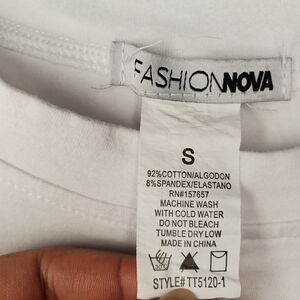 FASHIONNOVA
S
92%COTTON/ALGODON
8%SPANDEX/ELASTANO
RN#157657
MACHINE WASH
WITH COLD WATER
DO NOT BLEACH
TUMBLE DRY LOW
MADE IN CHINA
STYLE#TT5120-1